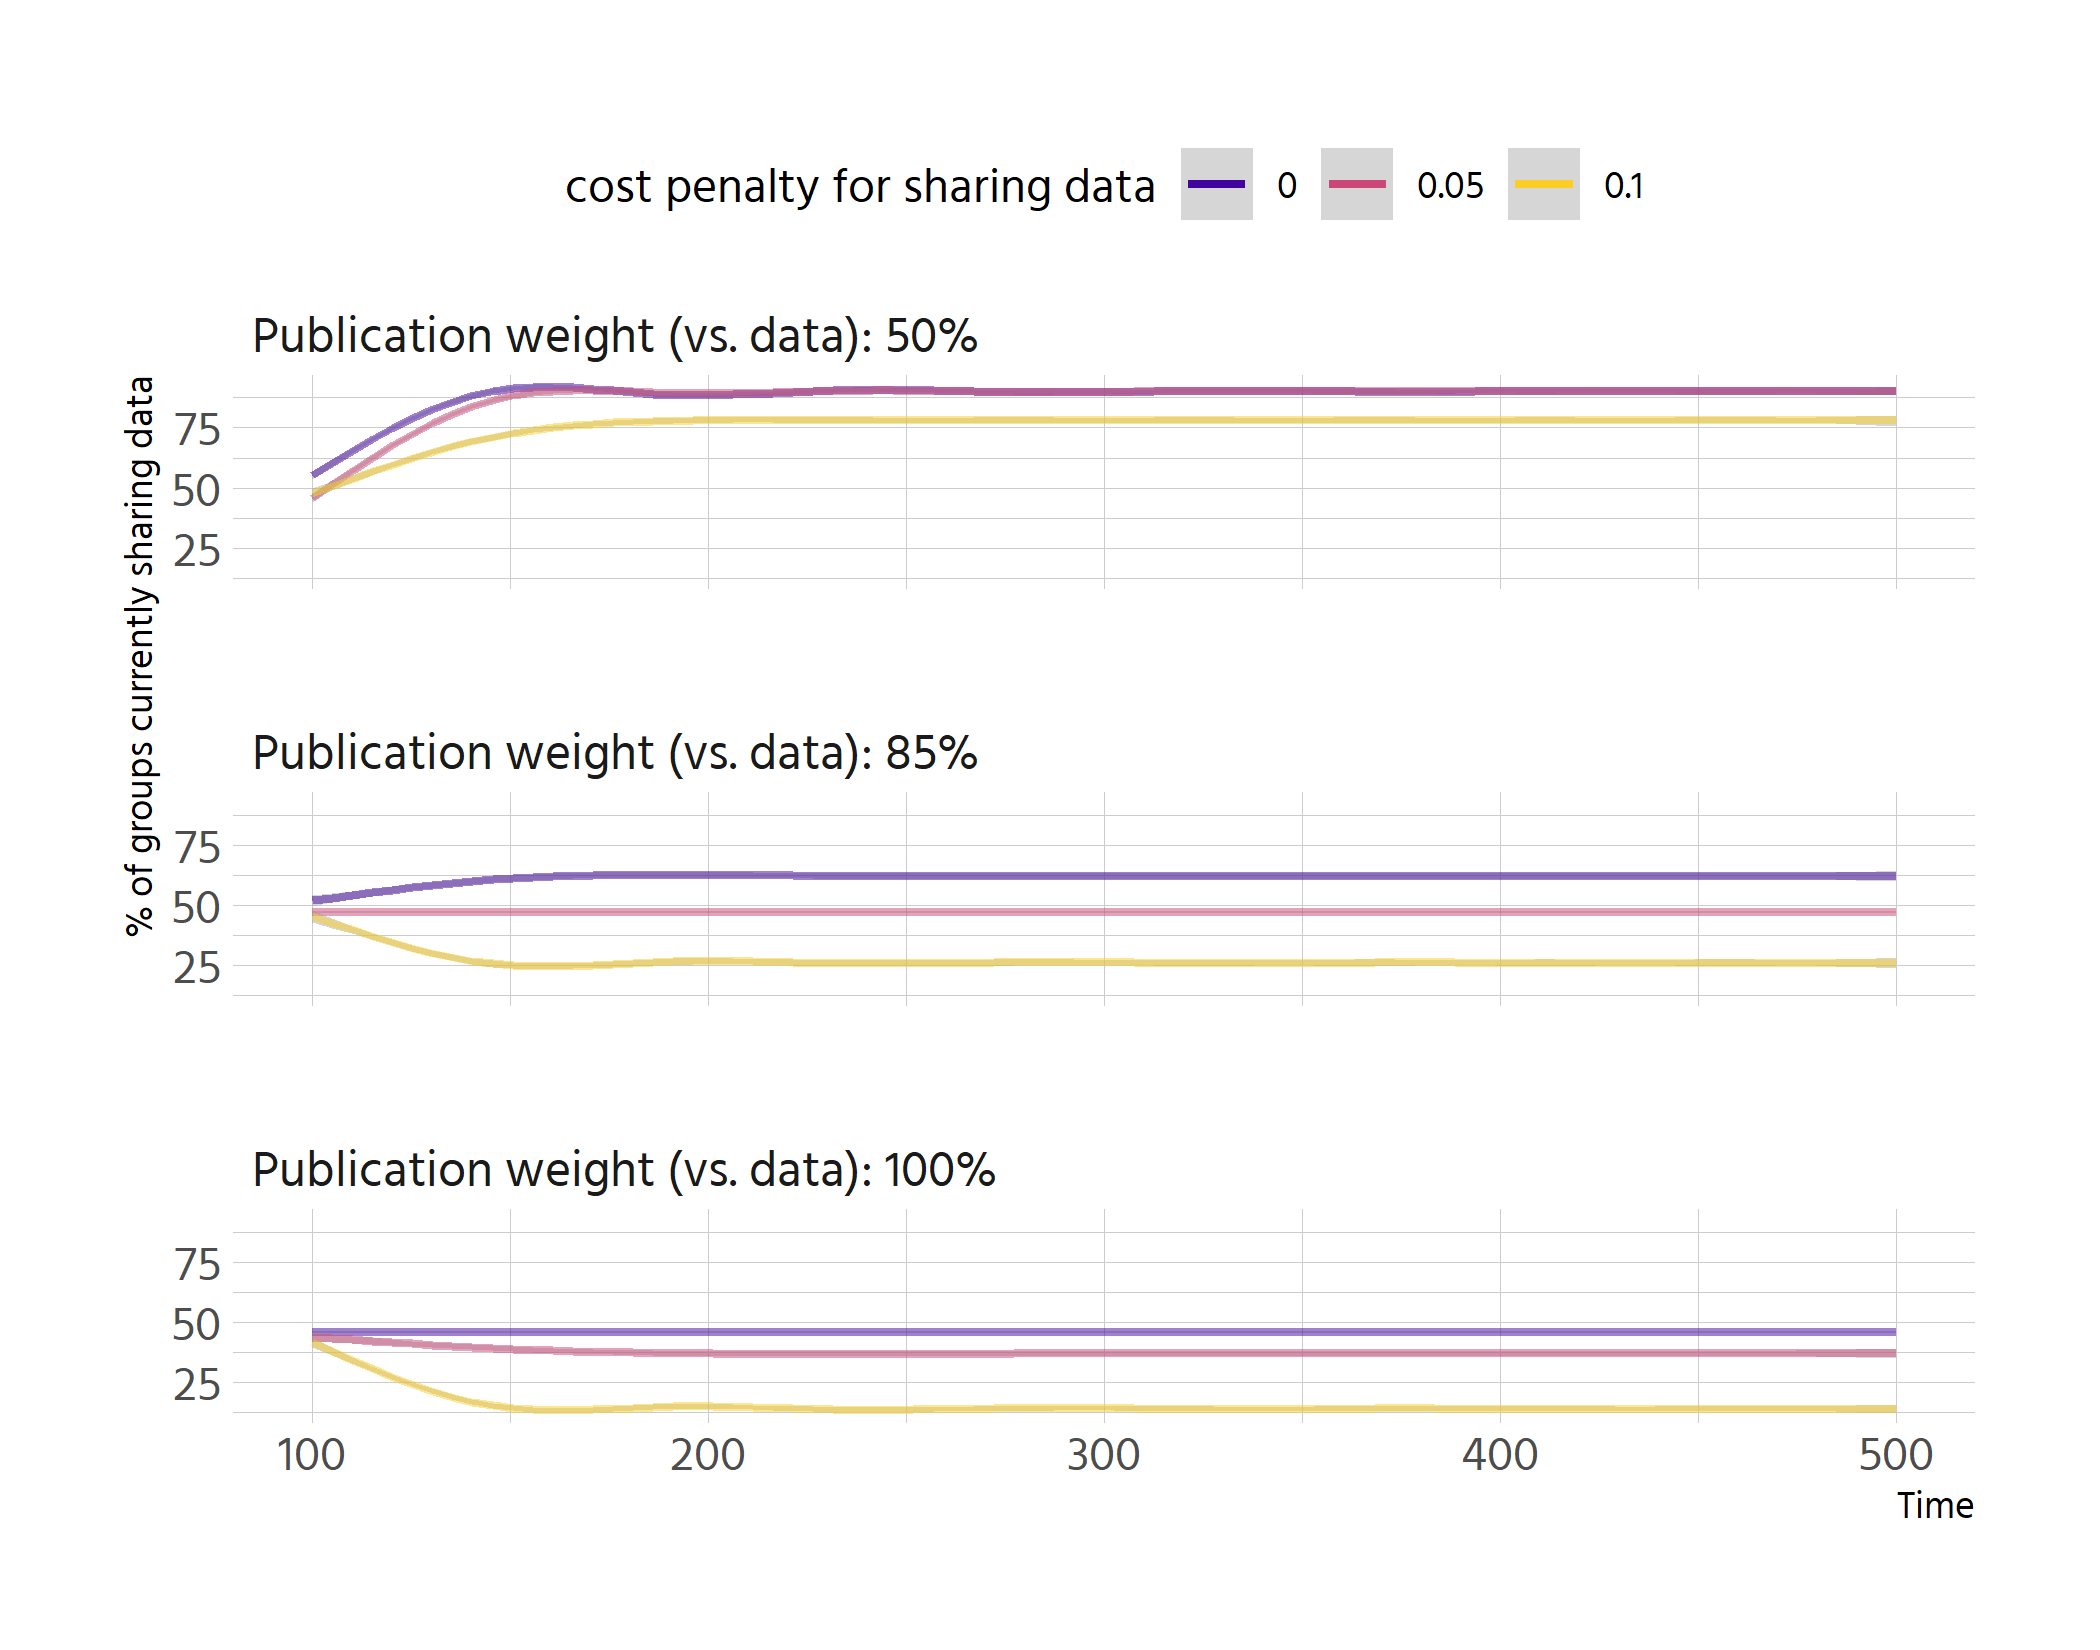 cost penalty for sharing data 0 0.05 0.1
Publication weight (vs. data): 50%
% of groups currently sharing data
75
50
25
Publication weight (vs. data): 85%
75
50
25
Publication weight (vs. data): 100%
75
50
25
100 200 300 400 500
Time